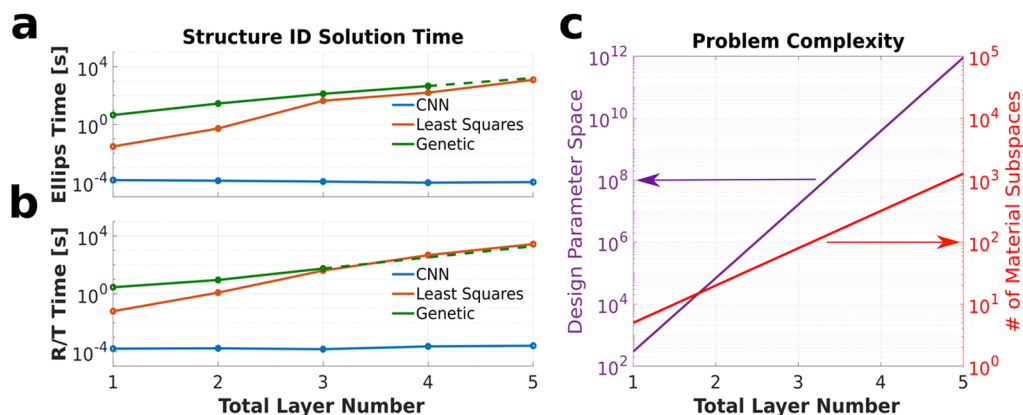 a
Structure ID Solution Time
Ellips Time [s]
10^4
10^0
10^-4
CNN
Least Squares
Genetic
b
R/T Time [s]
10^4
10^0
10^-4
CNN
Least Squares
Genetic
1 2 3 4 5
Total Layer Number
c
Problem Complexity
Design Parameter Space
10^12
10^10
10^8
10^6
10^4
10^2
# of Material Subspaces
10^5
10^4
10^3
10^2
10^1
10^0
1 2 3 4 5
Total Layer Number